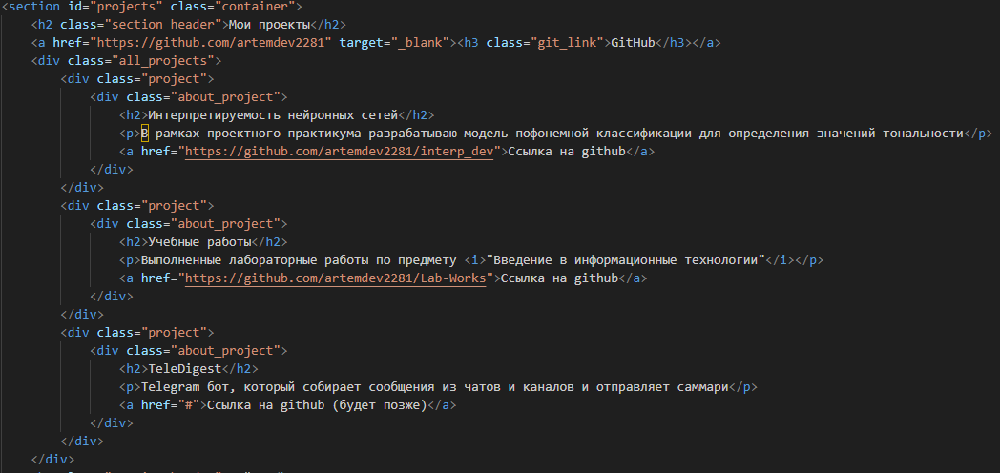 <section id="projects" class="container">
<h2 class="section_header">Мои проекты</h2>
<a href="https://github.com/artemdev2281" target="_blank"><h3 class="git_link">GitHub</h3></a>
<div class="all_projects">
<div class="project">
<div class="about_project">
<h2>Интерпретируемость нейронных сетей</h2>
<p>В рамках проектного практикума разрабатываю модель пофонемной классификации для определения значений тональности</p>
<a href="https://github.com/artemdev2281/interp_dev">Ссылка на github</a>
</div>
</div>
<div class="project">
<div class="about_project">
<h2>Учебные работы</h2>
<p>Выполненные лабораторные работы по предмету <i>"Введение в информационные технологии"</i></p>
<a href="https://github.com/artemdev2281/Lab-Works">Ссылка на github</a>
</div>
</div>
<div class="project">
<div class="about_project">
<h2>TeleDigest</h2>
<p>Telegram бот, который собирает сообщения из чатов и каналов и отправляет саммари</p>
<a href="#">Ссылка на github (будет позже)</a>
</div>
</div>
</div>